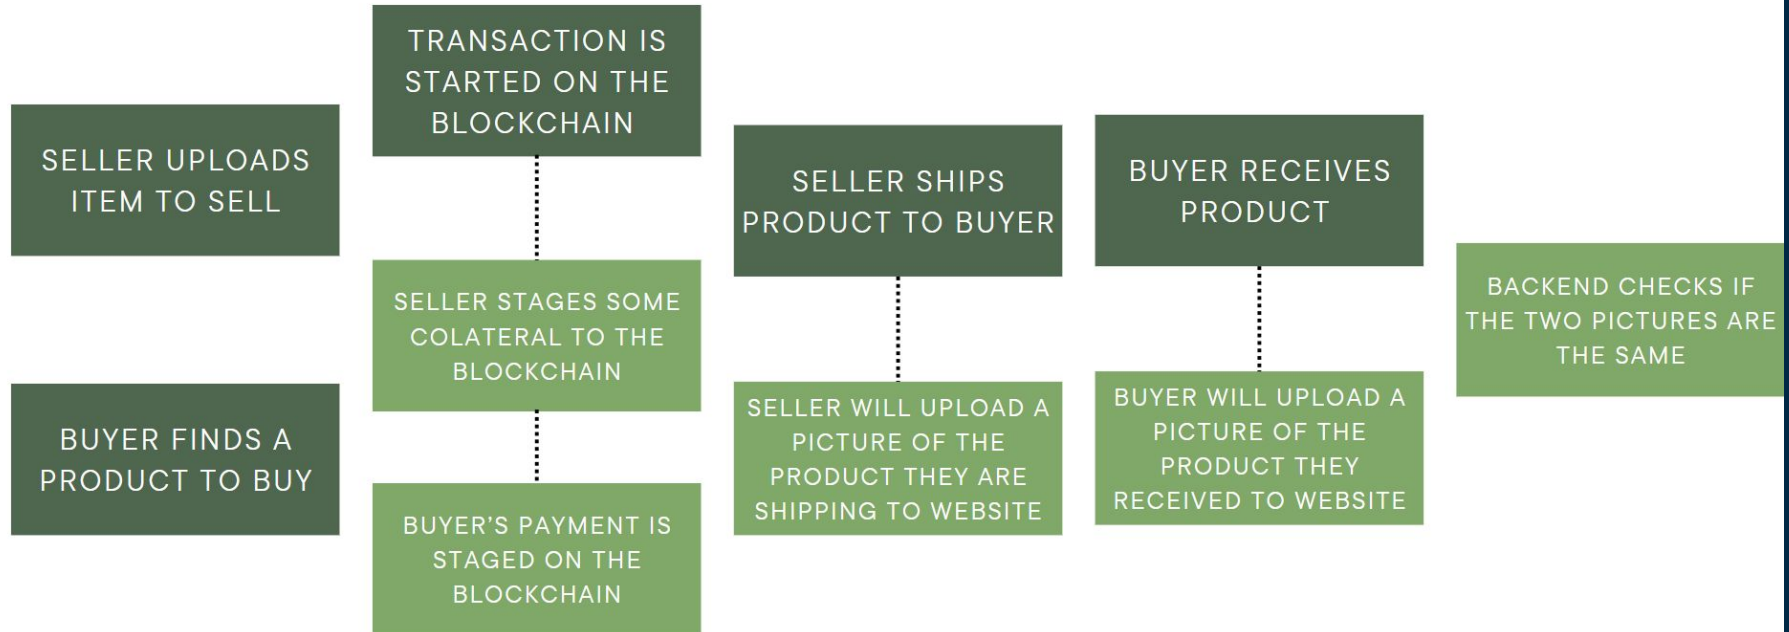 SELLER UPLOADS
ITEM TO SELL
BUYER FINDS A
PRODUCT TO BUY
TRANSACTION IS
STARTED ON THE
BLOCKCHAIN
SELLER STAGES SOME
COLATERAL TO THE
BLOCKCHAIN
BUYER'S PAYMENT IS
STAGED ON THE
BLOCKCHAIN
SELLER SHIPS
PRODUCT TO BUYER
SELLER WILL UPLOAD A
PICTURE OF THE
PRODUCT THEY ARE
SHIPPING TO WEBSITE
BUYER RECEIVES
PRODUCT
BUYER WILL UPLOAD A
PICTURE OF THE
PRODUCT THEY
RECEIVED TO WEBSITE
BACKEND CHECKS IF
THE TWO PICTURES ARE
THE SAME